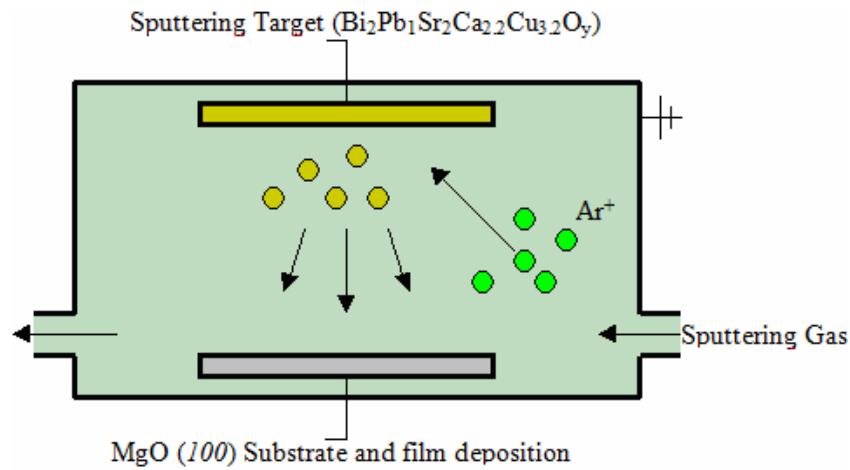 Sputtering Target (Bi₂Pb₁Sr₂Ca₂.₂Cu₃.₂Oy)
Ar⁺
Sputtering Gas
MgO (100) Substrate and film deposition